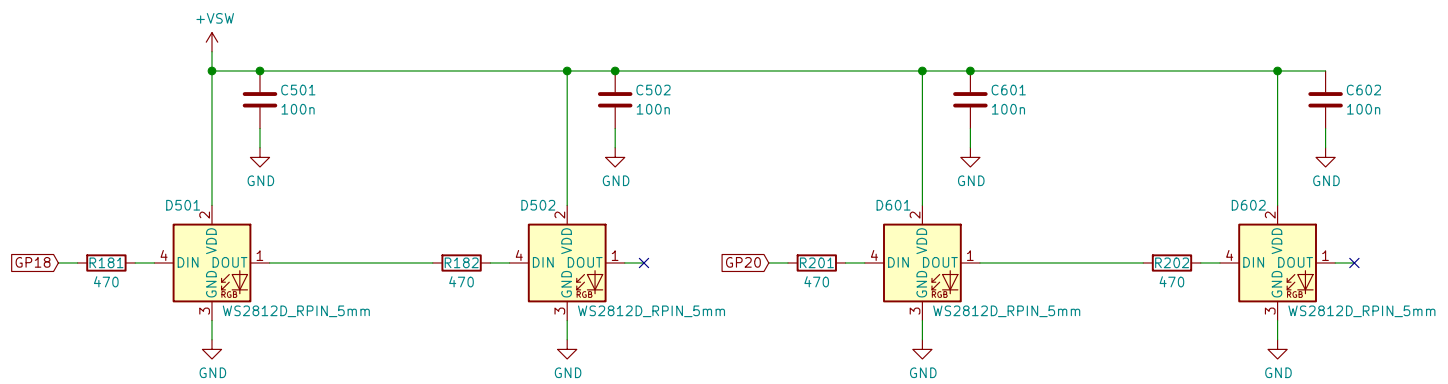 +VSW
C501
100n
C502
100n
C601
100n
C602
100n
GND
GND
GND
GND
D501
2
VDD
GP18
R181
470
4
DIN
DOUT
1
GND
RGB
3
WS2812D_RPIN_5mm
GND
D502
2
VDD
R182
470
4
DIN
DOUT
1
GND
RGB
3
WS2812D_RPIN_5mm
GND
D601
2
VDD
GP20
R201
470
4
DIN
DOUT
1
GND
RGB
3
WS2812D_RPIN_5mm
GND
D602
2
VDD
R202
470
4
DIN
DOUT
1
GND
RGB
3
WS2812D_RPIN_5mm
GND